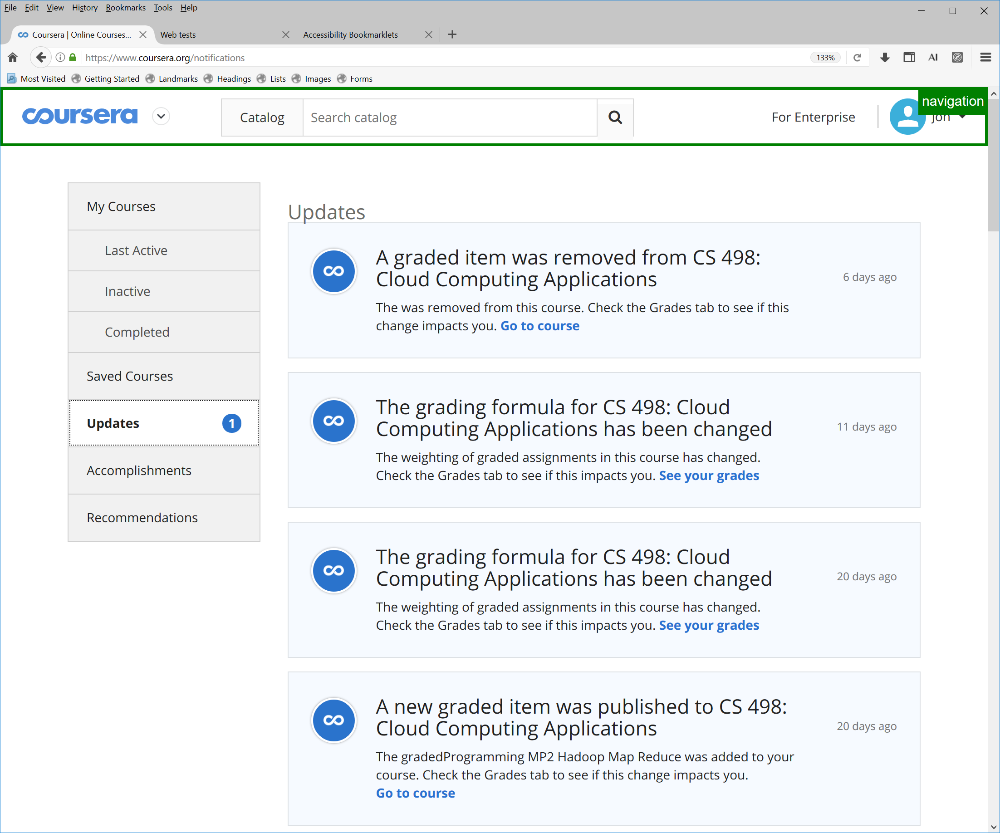 File Edit View History Bookmarks Tools Help
Coursera | Online Courses... Web tests Accessibility Bookmarklets
https://www.coursera.org/notifications 133% AI
Most Visited Getting Started Landmarks Headings Lists Images Forms
navigation
coursera Catalog Search catalog For Enterprise jon
My Courses
Last Active
Inactive
Completed
Saved Courses
Updates 1
Accomplishments
Recommendations
Updates
A graded item was removed from CS 498:
Cloud Computing Applications
6 days ago
The was removed from this course. Check the Grades tab to see if this
change impacts you. Go to course
The grading formula for CS 498: Cloud
Computing Applications has been changed
11 days ago
The weighting of graded assignments in this course has changed.
Check the Grades tab to see if this impacts you. See your grades
The grading formula for CS 498: Cloud
Computing Applications has been changed
20 days ago
The weighting of graded assignments in this course has changed.
Check the Grades tab to see if this impacts you. See your grades
A new graded item was published to CS 498:
Cloud Computing Applications
20 days ago
The gradedProgramming MP2 Hadoop Map Reduce was added to your
course. Check the Grades tab to see if this change impacts you.
Go to course